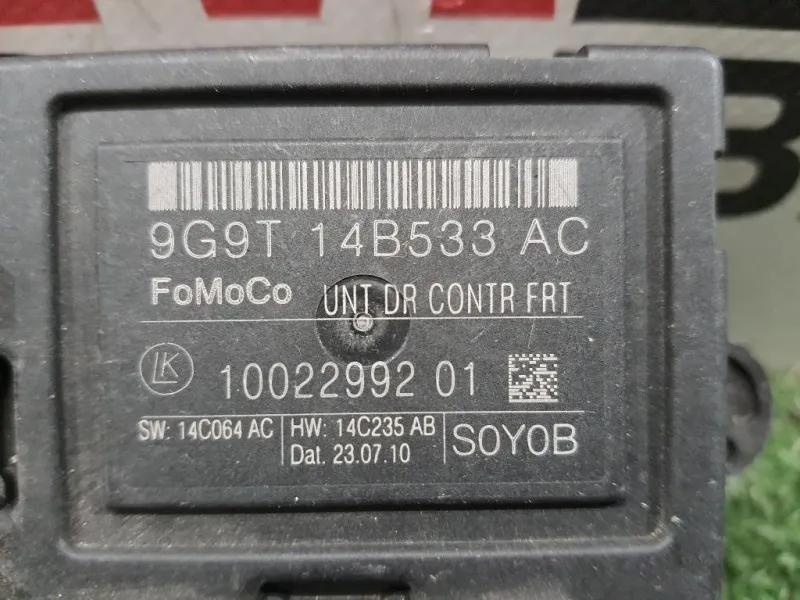 9G9T 14B533 AC
FoMoCo UNT DR CONTR FRT
LK 10022992 01
SW: 14C064 AC HW: 14C235 AB S0Y0B
Dat. 23.07.10
B